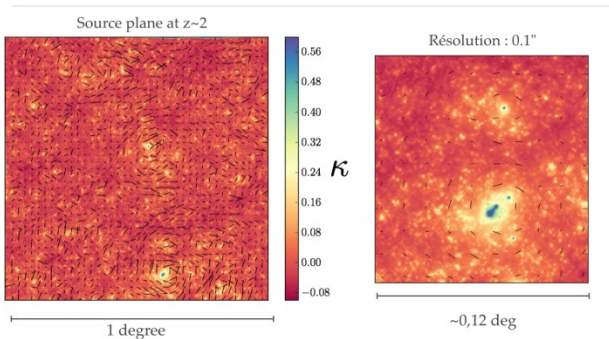 Source plane at z~2
Résolution : 0.1"
0.56
0.48
0.40
0.32
0.24
0.16
0.08
0.00
−0.08
κ
1 degree
~0,12 deg